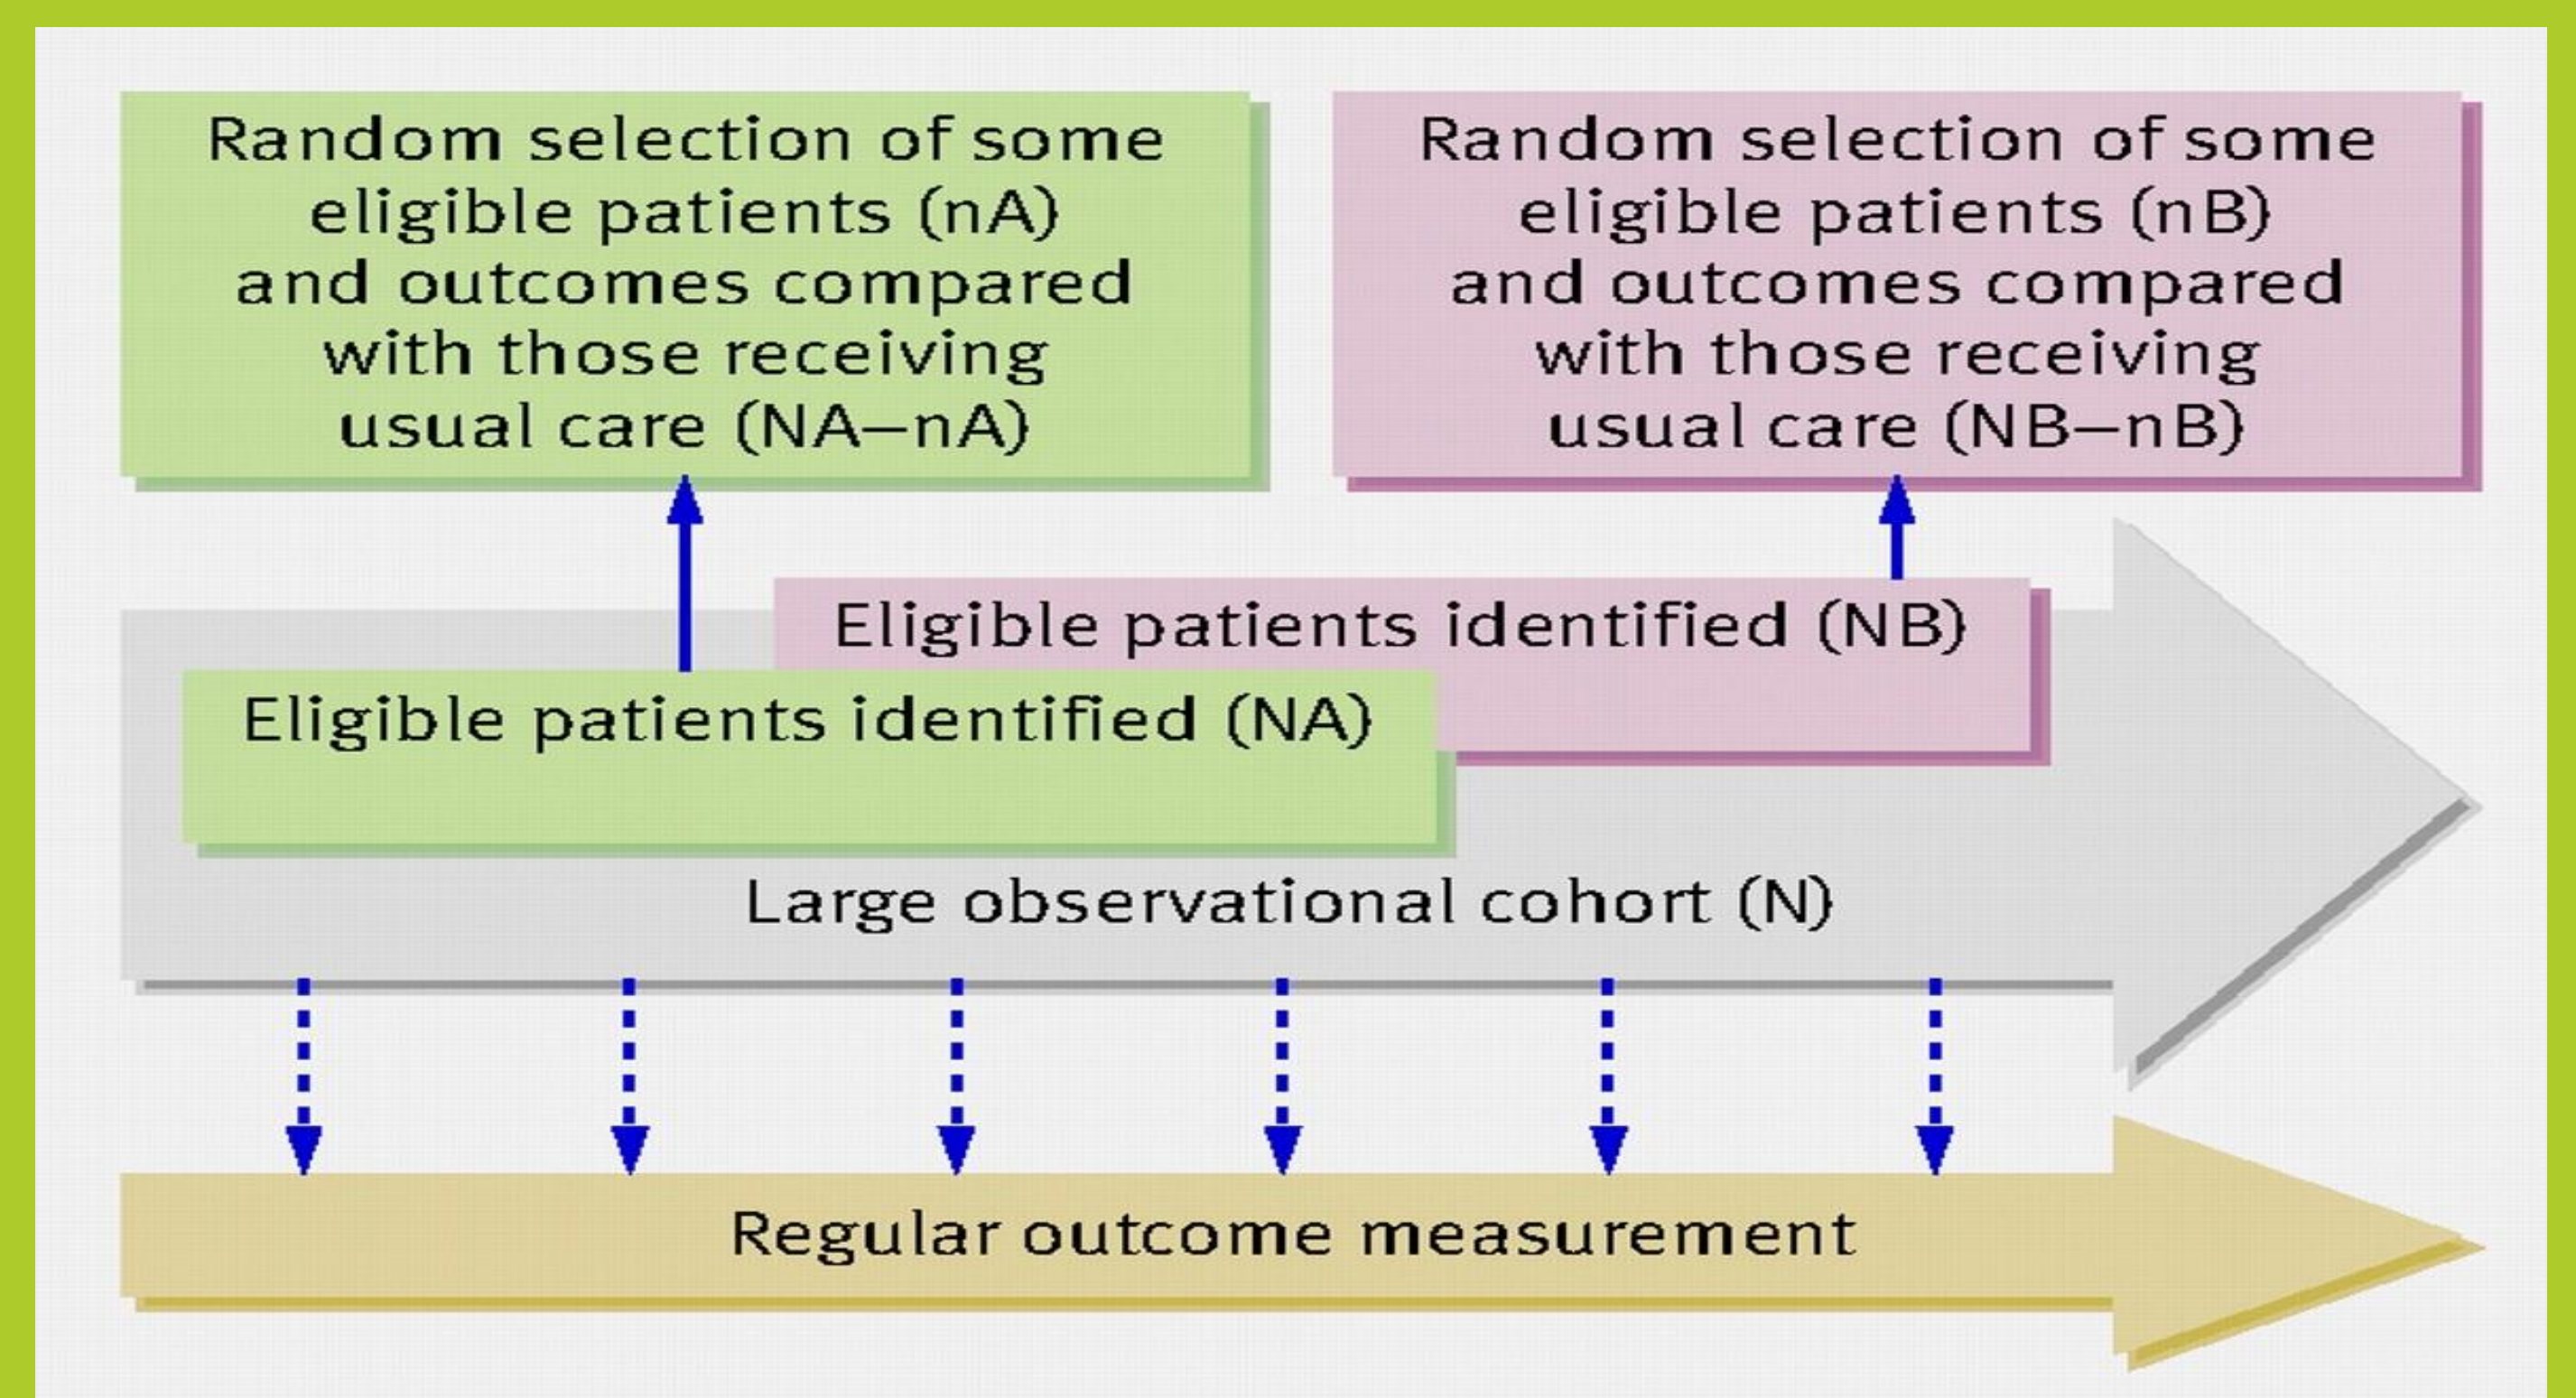 Random selection of some
eligible patients (nA)
and outcomes compared
with those receiving
usual care (NA–nA)
Random selection of some
eligible patients (nB)
and outcomes compared
with those receiving
usual care (NB–nB)
Eligible patients identified (NB)
Eligible patients identified (NA)
Large observational cohort (N)
Regular outcome measurement